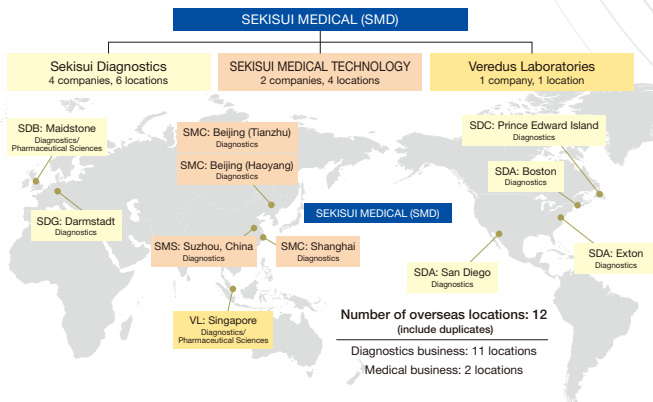 SEKISUI MEDICAL (SMD)
Sekisui Diagnostics
4 companies, 6 locations
SEKISUI MEDICAL TECHNOLOGY
2 companies, 4 locations
Veredus Laboratories
1 company, 1 location
SDB: Maidstone
Diagnostics/
Pharmaceutical Sciences
SDG: Darmstadt
Diagnostics
SMC: Beijing (Tianzhu)
Diagnostics
SMC: Beijing (Haoyang)
Diagnostics
SEKISUI MEDICAL (SMD)
SMS: Suzhou, China
Diagnostics
SMC: Shanghai
Diagnostics
VL: Singapore
Diagnostics/
Pharmaceutical Sciences
SDC: Prince Edward Island
Diagnostics
SDA: Boston
Diagnostics
SDA: Exton
Diagnostics
SDA: San Diego
Diagnostics
Number of overseas locations: 12
(include duplicates)
Diagnostics business: 11 locations
Medical business: 2 locations